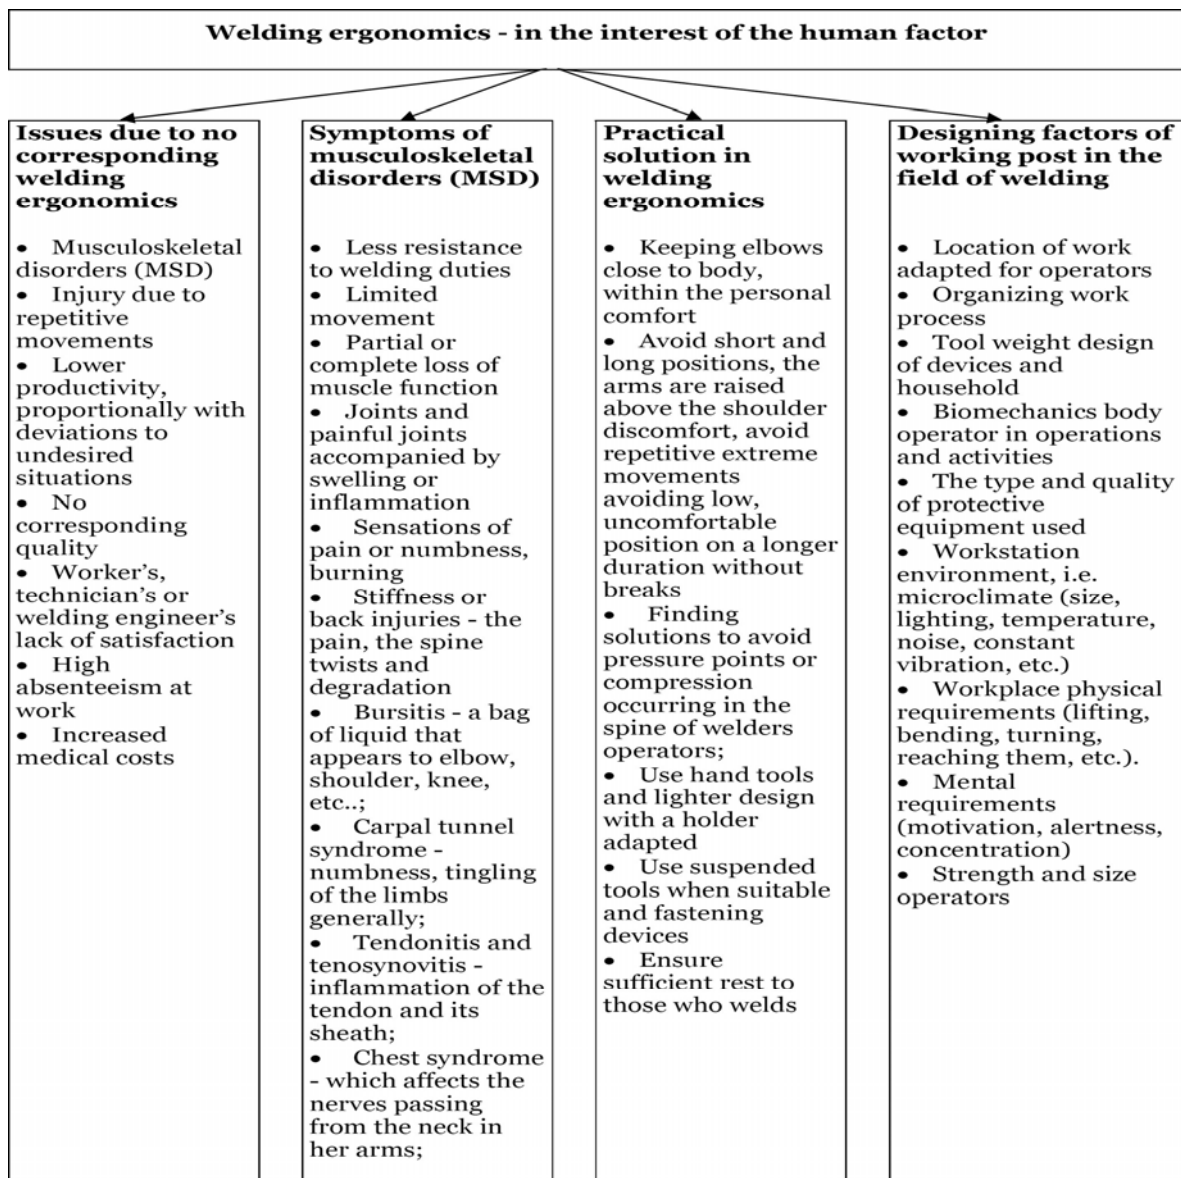 Welding ergonomics - in the interest of the human factor
Issues due to no
corresponding
welding
ergonomics
• Musculoskeletal
disorders (MSD)
• Injury due to
repetitive
movements
• Lower
productivity,
proportionally with
deviations to
undesired
situations
• No
corresponding
quality
• Worker's,
technician's or
welding engineer's
lack of satisfaction
• High
absenteeism at
work
• Increased
medical costs
Symptoms of
musculoskeletal
disorders (MSD)
• Less resistance
to welding duties
• Limited
movement
• Partial or
complete loss of
muscle function
• Joints and
painful joints
accompanied by
swelling or
inflammation
• Sensations of
pain or numbness,
burning
• Stiffness or
back injuries - the
pain, the spine
twists and
degradation
• Bursitis - a bag
of liquid that
appears to elbow,
shoulder, knee,
etc..;
• Carpal tunnel
syndrome -
numbness, tingling
of the limbs
generally;
• Tendonitis and
tenosynovitis -
inflammation of the
tendon and its
sheath;
• Chest syndrome
- which affects the
nerves passing
from the neck in
her arms;
Practical
solution in
welding
ergonomics
• Keeping elbows
close to body,
within the personal
comfort
• Avoid short and
long positions, the
arms are raised
above the shoulder
discomfort, avoid
repetitive extreme
movements
avoiding low,
uncomfortable
position on a longer
duration without
breaks
• Finding
solutions to avoid
pressure points or
compression
occurring in the
spine of welders
operators;
• Use hand tools
and lighter design
with a holder
adapted
• Use suspended
tools when suitable
and fastening
devices
• Ensure
sufficient rest to
those who welds
Designing factors of
working post in the
field of welding
• Location of work
adapted for operators
• Organizing work
process
• Tool weight design
of devices and
household
• Biomechanics body
operator in operations
and activities
• The type and quality
of protective
equipment used
• Workstation
environment, i.e.
microclimate (size,
lighting, temperature,
noise, constant
vibration, etc.)
• Workplace physical
requirements (lifting,
bending, turning,
reaching them, etc.).
• Mental
requirements
(motivation, alertness,
concentration)
• Strength and size
operators